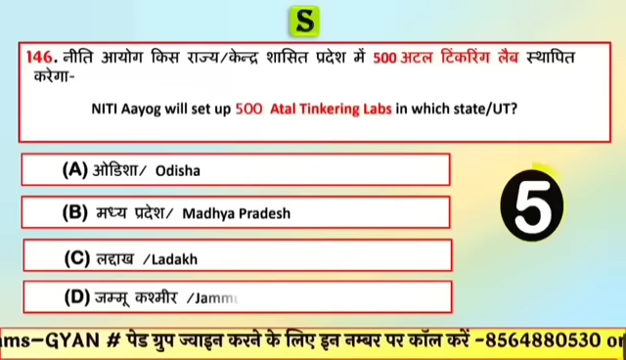 S
146. नीति आयोग किस राज्य/केन्द्र शासित प्रदेश में 500 अटल टिंकरिंग लैब स्थापित
करेगा-
NITI Aayog will set up 500 Atal Tinkering Labs in which state/UT?
(A) ओडिशा/ Odisha
(B) मध्य प्रदेश/ Madhya Pradesh
5
(C) लद्दाख /Ladakh
(D) जम्मू कश्मीर /Jamm
ms-GYAN # पेड ग्रुप ज्वाइन करने के लिए इन नम्बर पर कॉल करें -8564880530 or